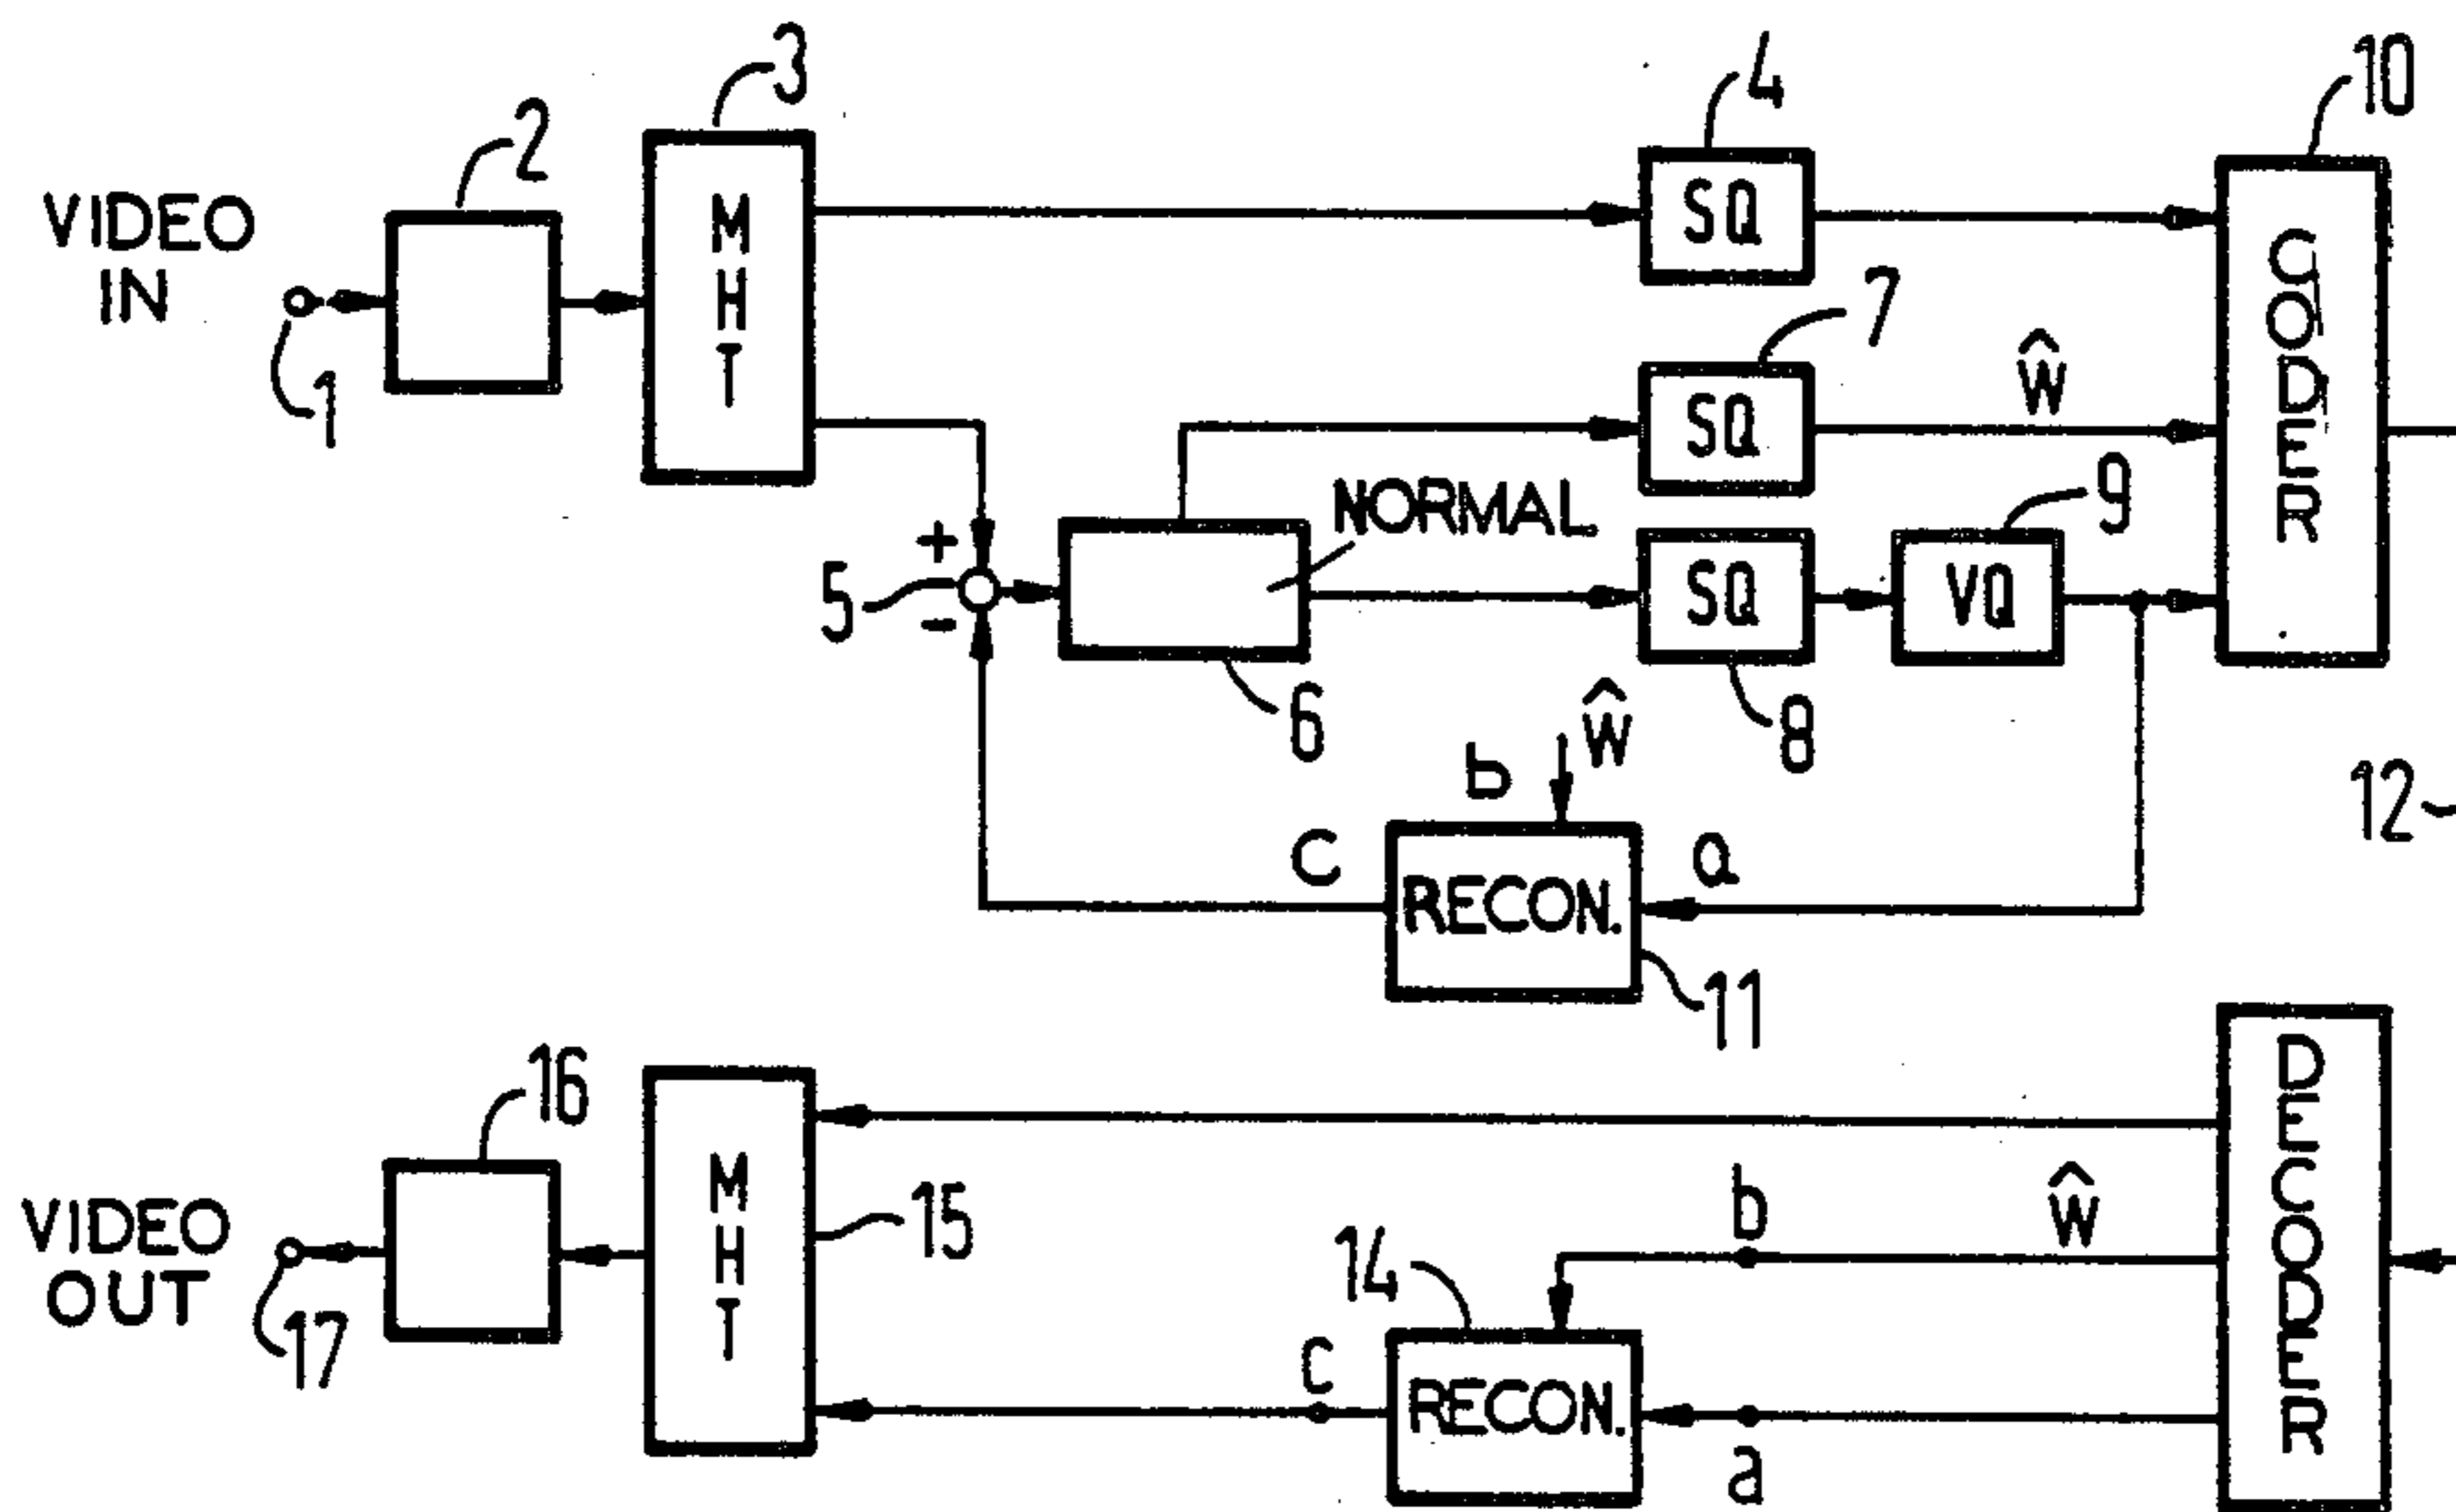 3
4
10
2
VIDEO
IN
MHT
SQ
CODER
7
1
SQ
ŵ
NORMAL
9
5
+
-
SQ
VQ
6
ŵ
8
b
12
C
RECON.
a
11
16
DECODER
MHT
15
b
ŵ
VIDEO
OUT
14
17
c
RECON.
a